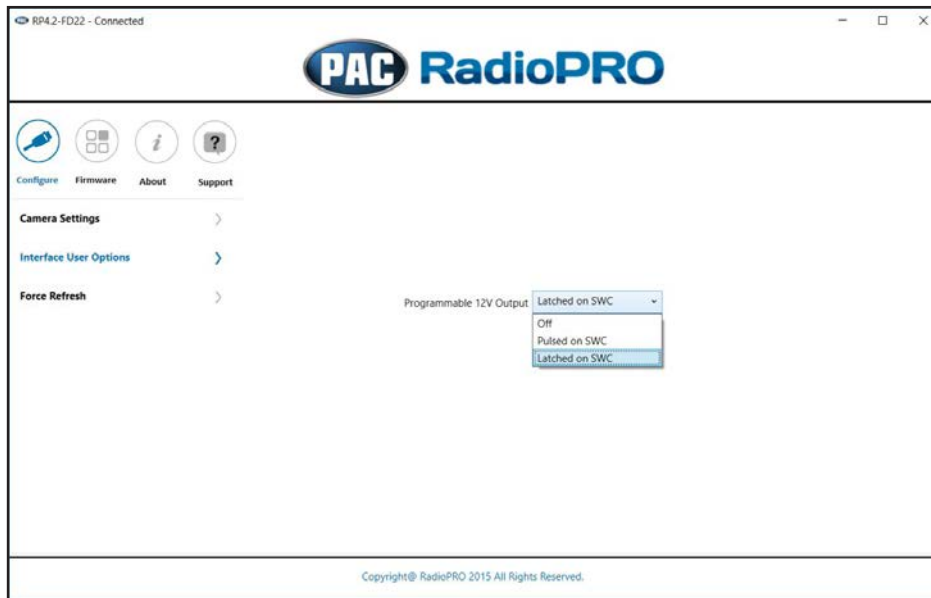 RP4.2-FD22 - Connected
PAC RadioPRO
Configure Firmware About Support
Camera Settings
Interface User Options
Force Refresh
Programmable 12V Output Latched on SWC
Off
Pulsed on SWC
Latched on SWC
Copyright@ RadioPRO 2015 All Rights Reserved.